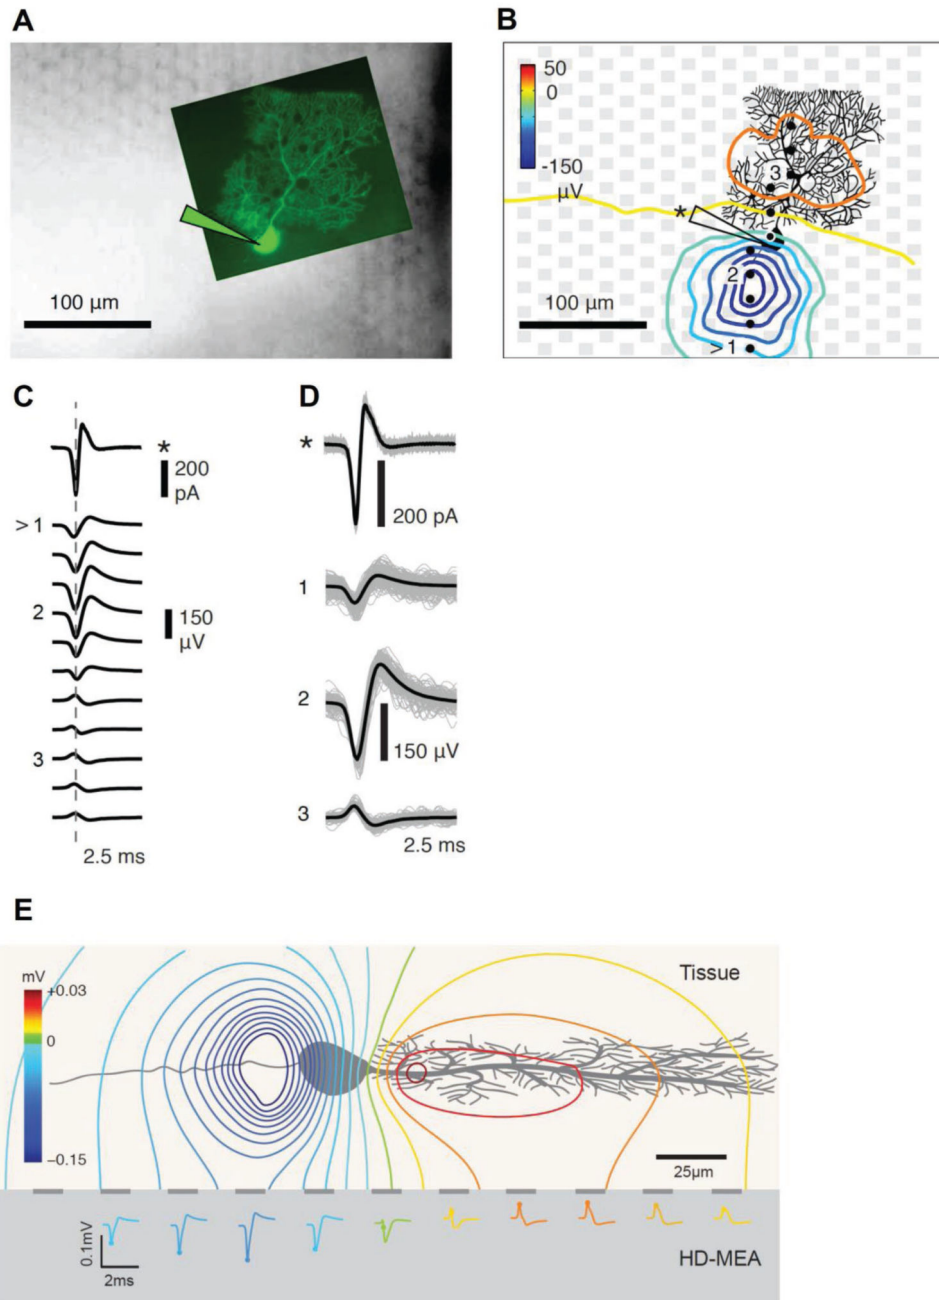 A
100 µm
B
50
0
-150
µV
3
*
2
> 1
100 µm
C
*
200
pA
> 1
2
150
µV
3
2.5 ms
D
*
200 pA
1
2
150 µV
3
2.5 ms
E
mV
+0.03
0
−0.15
Tissue
25µm
0.1mV
2ms
HD-MEA